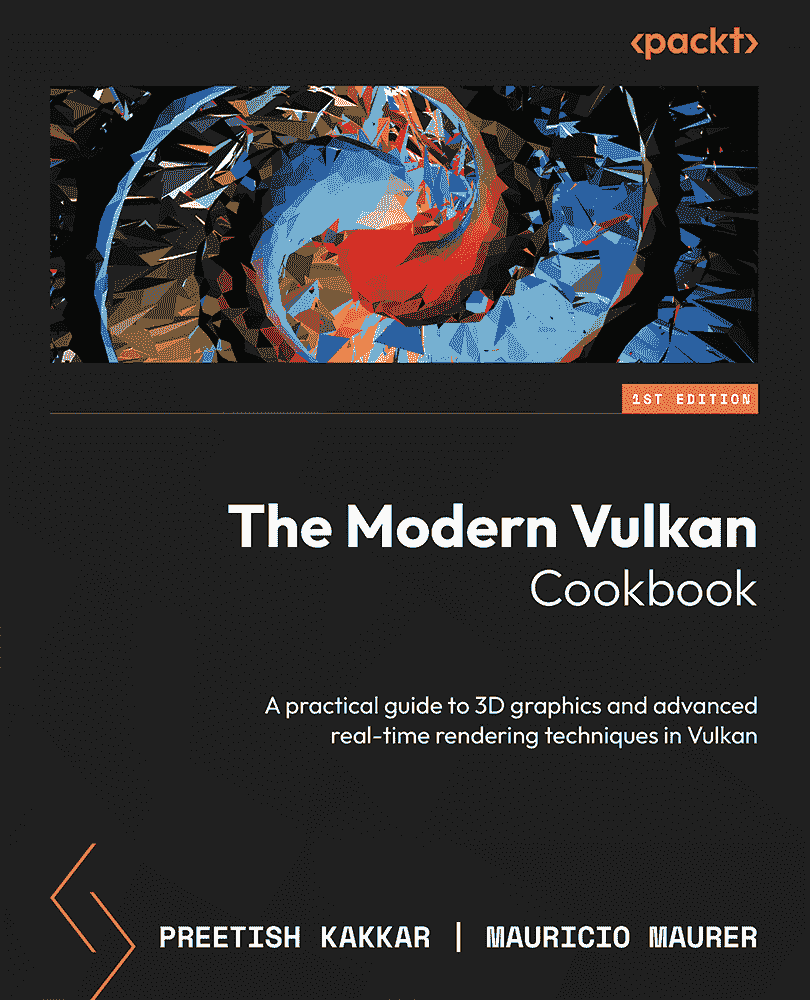 <packt>
1ST EDITION
The Modern Vulkan
Cookbook
A practical guide to 3D graphics and advanced
real-time rendering techniques in Vulkan
PREETISH KAKKAR | MAURICIO MAURER